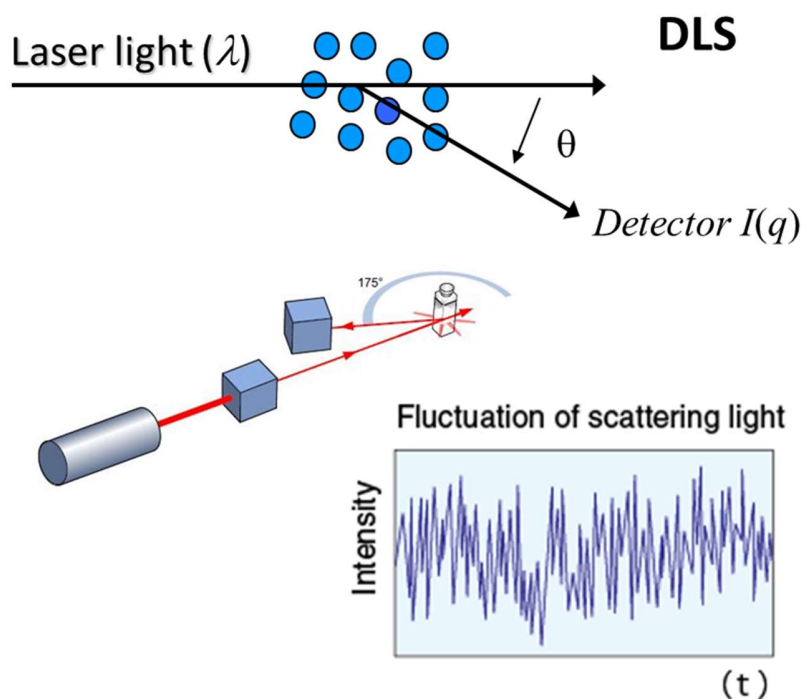 DLS
Laser light (λ)
θ
Detector I(q)
175°
Fluctuation of scattering light
Intensity
(t)